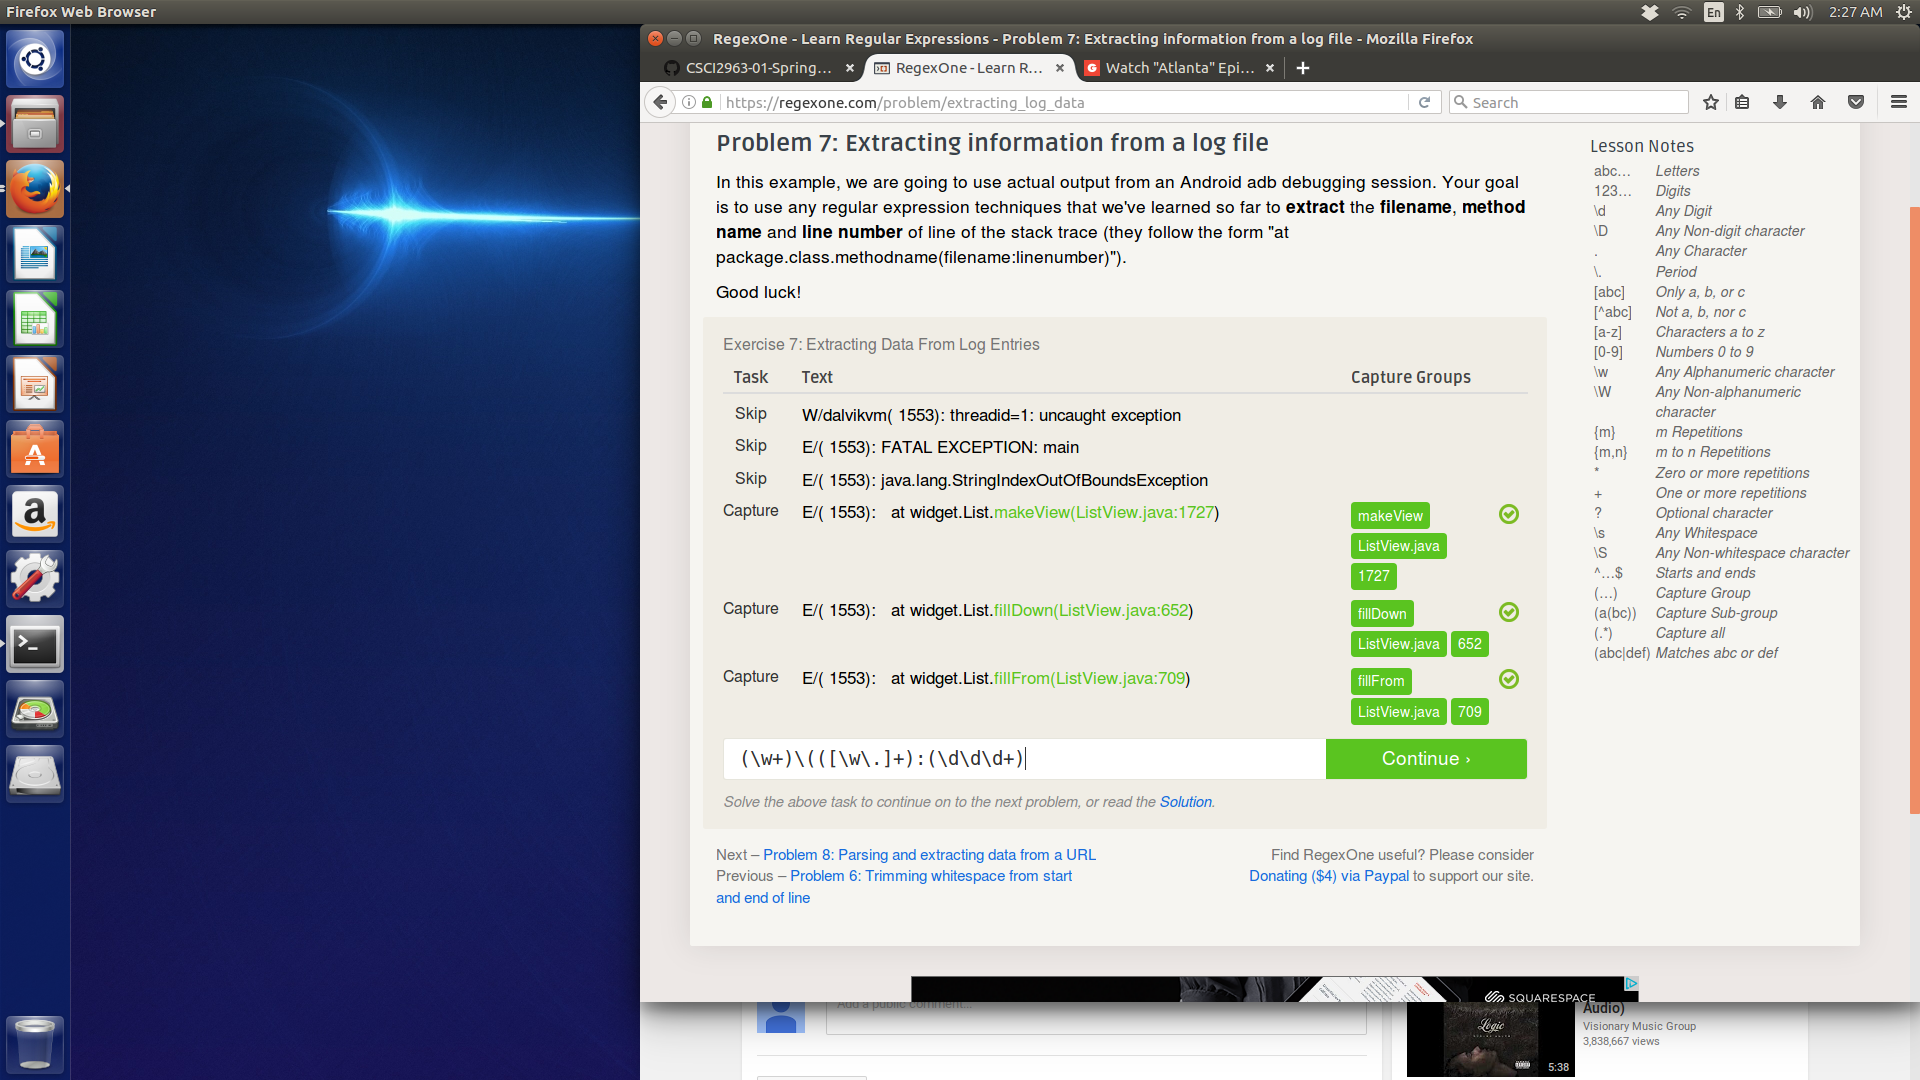 Firefox Web Browser
En
2:27 AM
RegexOne - Learn Regular Expressions - Problem 7: Extracting information from a log file - Mozilla Firefox
CSCI2963-01-Spring...
RegexOne - Learn R...
Watch "Atlanta" Epi...
https://regexone.com/problem/extracting_log_data
Search
Problem 7: Extracting information from a log file
In this example, we are going to use actual output from an Android adb debugging session. Your goal
is to use any regular expression techniques that we've learned so far to extract the filename, method
name and line number of line of the stack trace (they follow the form "at
package.class.methodname(filename:linenumber)").
Good luck!
Exercise 7: Extracting Data From Log Entries
Task Text Capture Groups
Skip W/dalvikvm( 1553): threadid=1: uncaught exception
Skip E/( 1553): FATAL EXCEPTION: main
Skip E/( 1553): java.lang.StringIndexOutOfBoundsException
Capture E/( 1553):   at widget.List.makeView(ListView.java:1727)
makeView
ListView.java
1727
Capture E/( 1553):   at widget.List.fillDown(ListView.java:652)
fillDown
ListView.java 652
Capture E/( 1553):   at widget.List.fillFrom(ListView.java:709)
fillFrom
ListView.java 709
(\w+)\(([\w\.]+):(\d\d\d+)
Continue ›
Solve the above task to continue on to the next problem, or read the Solution.
Next – Problem 8: Parsing and extracting data from a URL
Previous – Problem 6: Trimming whitespace from start
and end of line
Find RegexOne useful? Please consider
Donating ($4) via Paypal to support our site.
Lesson Notes
abc… Letters
123… Digits
\d Any Digit
\D Any Non-digit character
. Any Character
\. Period
[abc] Only a, b, or c
[^abc] Not a, b, nor c
[a-z] Characters a to z
[0-9] Numbers 0 to 9
\w Any Alphanumeric character
\W Any Non-alphanumeric
character
{m} m Repetitions
{m,n} m to n Repetitions
* Zero or more repetitions
+ One or more repetitions
? Optional character
\s Any Whitespace
\S Any Non-whitespace character
^…$ Starts and ends
(…) Capture Group
(a(bc)) Capture Sub-group
(.*) Capture all
(abc|def) Matches abc or def
SQUARESPACE
Add a public comment...
Audio)
Visionary Music Group
3,838,667 views
Logic
5:38